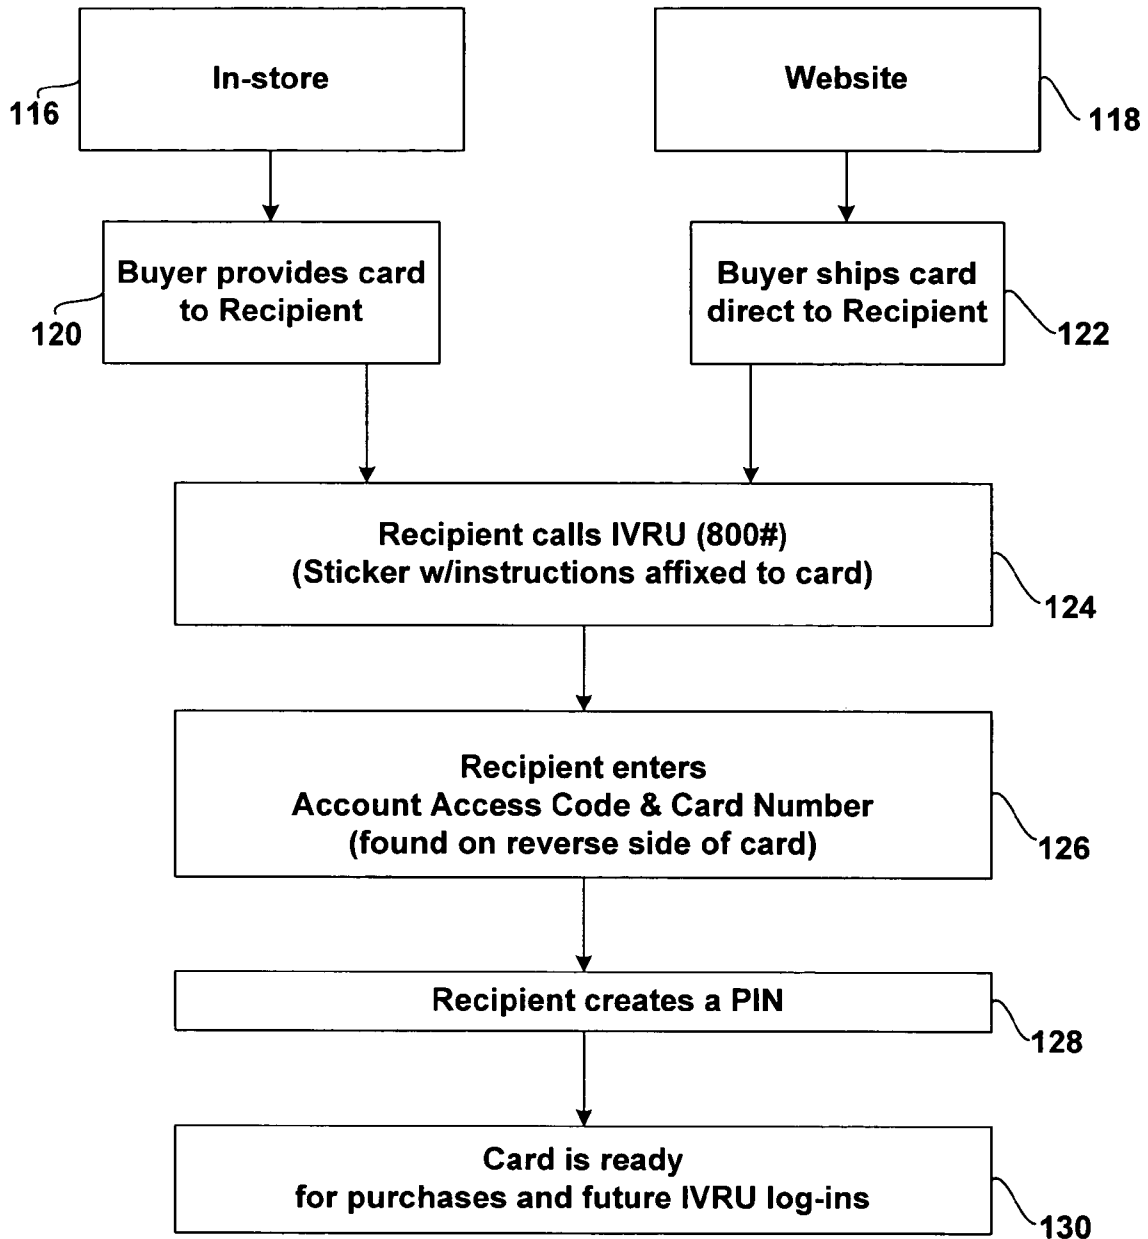 In-store
Website
116
118
Buyer provides card
to Recipient
Buyer ships card
direct to Recipient
120
122
Recipient calls IVRU (800#)
(Sticker w/instructions affixed to card)
124
Recipient enters
Account Access Code & Card Number
(found on reverse side of card)
126
Recipient creates a PIN
128
Card is ready
for purchases and future IVRU log-ins
130